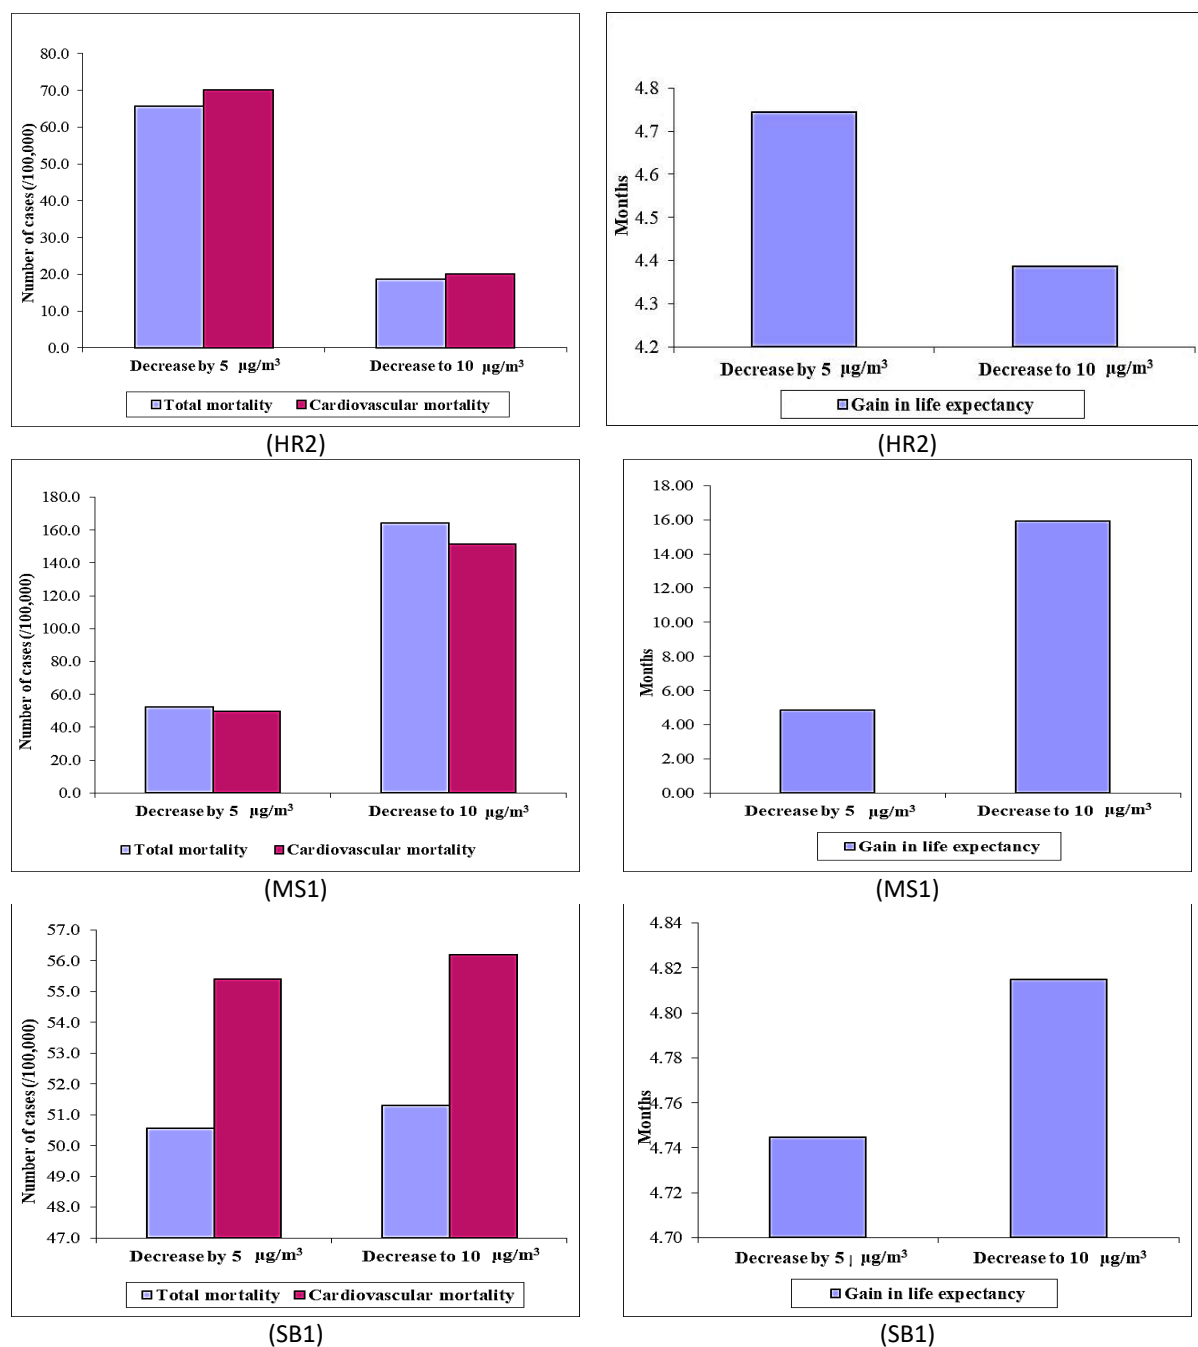 80.0
70.0
60.0
50.0
40.0
30.0
20.0
10.0
0.0
Number of cases (/100,000)
Decrease by 5 µg/m³
Decrease to 10 µg/m³
Total mortality
Cardiovascular mortality
(HR2)
4.8
4.7
4.6
4.5
4.4
4.3
4.2
Months
Decrease by 5 µg/m³
Decrease to 10 µg/m³
Gain in life expectancy
(HR2)
180.0
160.0
140.0
120.0
100.0
80.0
60.0
40.0
20.0
0.0
Number of cases (/100,000)
Decrease by 5 µg/m³
Decrease to 10 µg/m³
Total mortality
Cardiovascular mortality
(MS1)
18.00
16.00
14.00
12.00
10.00
8.00
6.00
4.00
2.00
0.00
Months
Decrease by 5 µg/m³
Decrease to 10 µg/m³
Gain in life expectancy
(MS1)
57.0
56.0
55.0
54.0
53.0
52.0
51.0
50.0
49.0
48.0
47.0
Number of cases (/100,000)
Decrease by 5 µg/m³
Decrease to 10 µg/m³
Total mortality
Cardiovascular mortality
(SB1)
4.84
4.82
4.80
4.78
4.76
4.74
4.72
4.70
Months
Decrease by 5 µg/m³
Decrease to 10 µg/m³
Gain in life expectancy
(SB1)